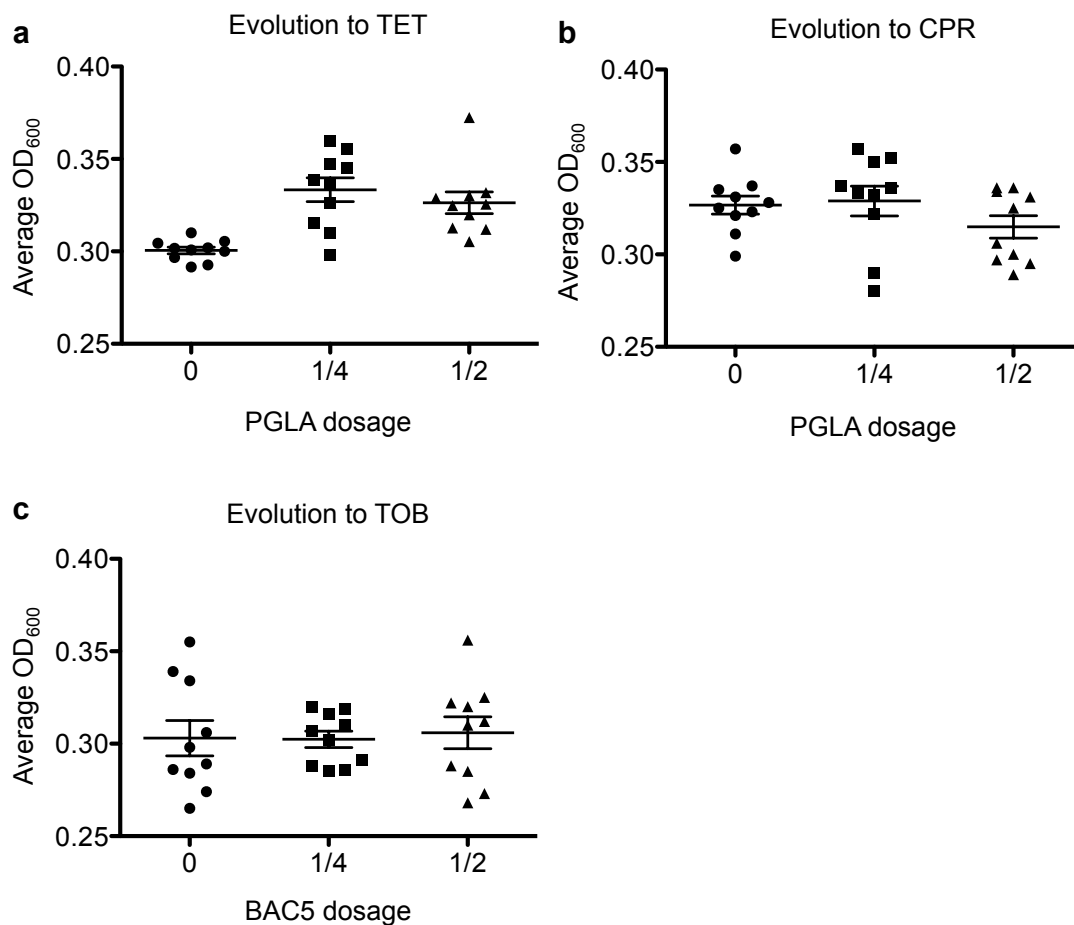 a
Evolution to TET
Average OD600
0.40
0.35
0.30
0.25
0 1/4 1/2
PGLA dosage
b
Evolution to CPR
Average OD600
0.40
0.35
0.30
0.25
0 1/4 1/2
PGLA dosage
c
Evolution to TOB
Average OD600
0.40
0.35
0.30
0.25
0 1/4 1/2
BAC5 dosage